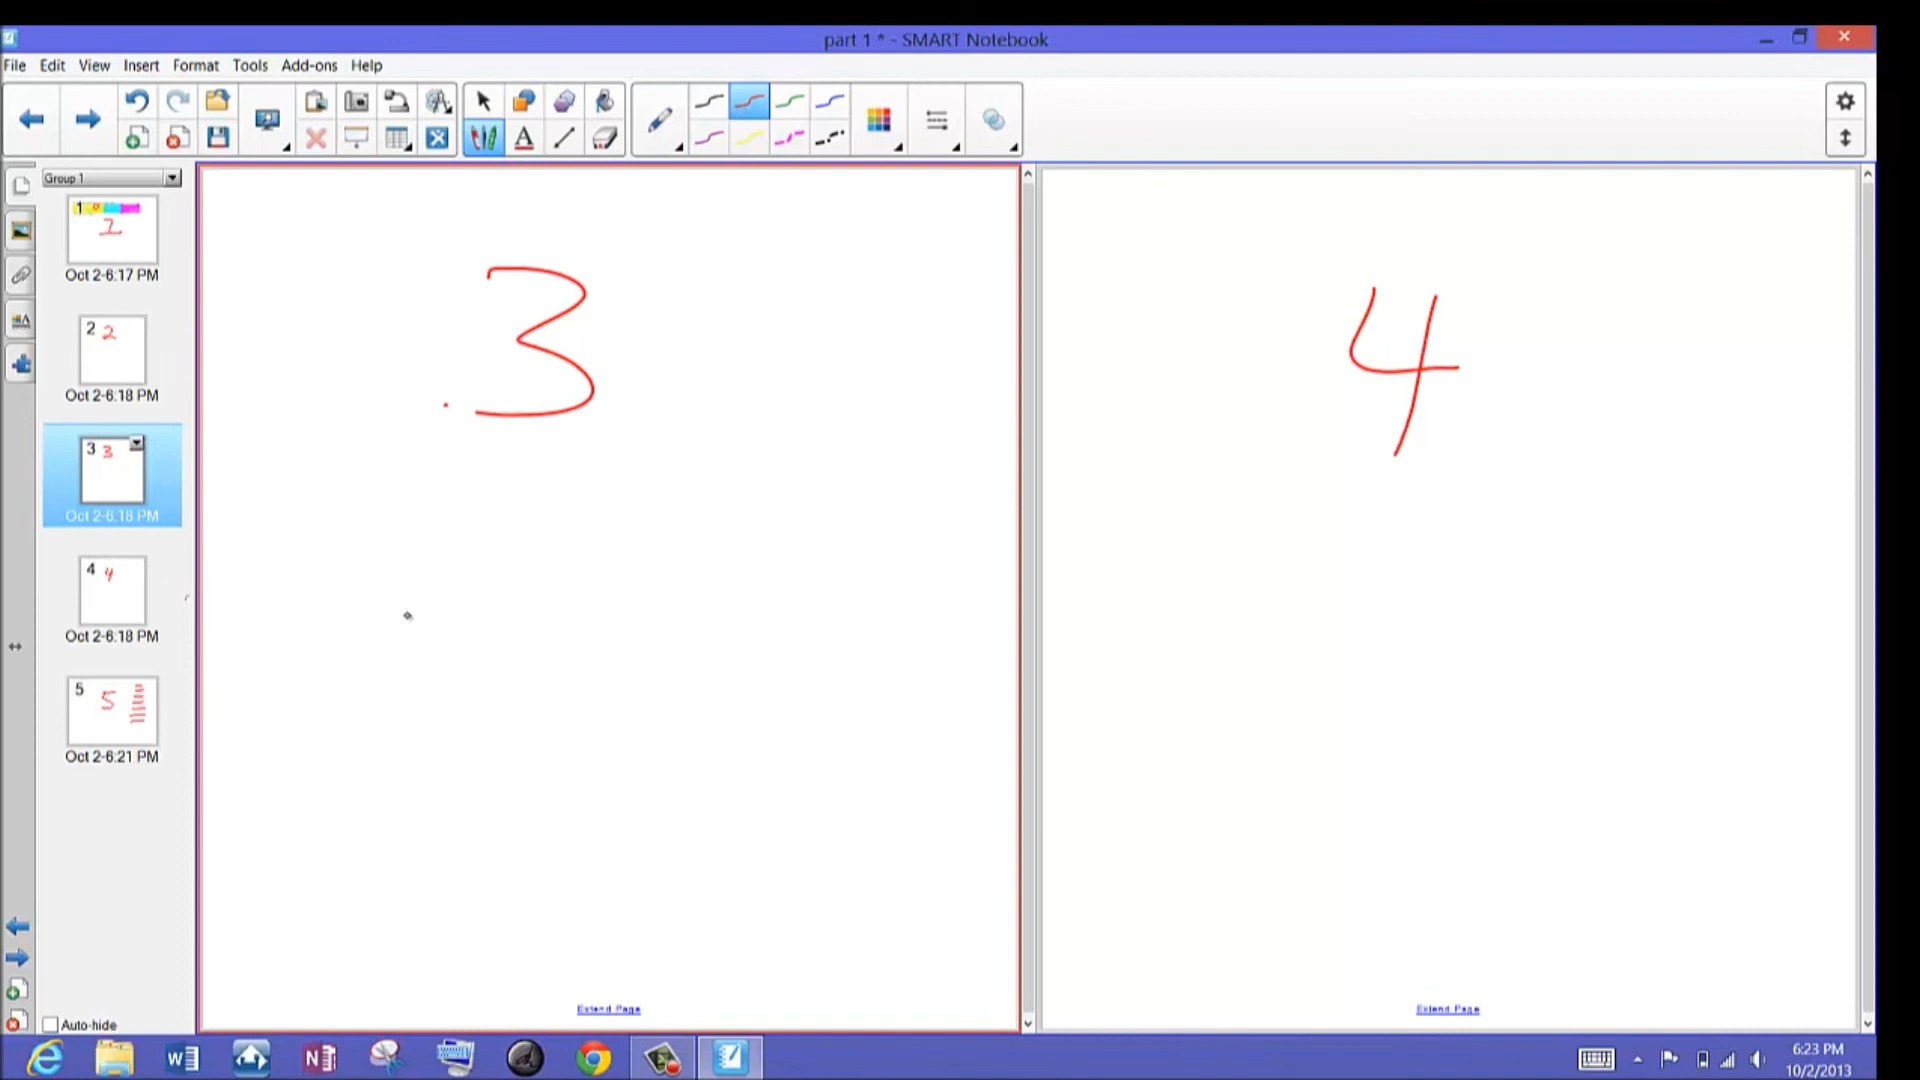 part 1 * - SMART Notebook
File Edit View Insert Format Tools Add-ons Help
Group 1
1
1
Oct 2-6:17 PM
2 2
Oct 2-6:18 PM
3 3
Oct 2-6:18 PM
4 4
Oct 2-6:18 PM
5 5
Oct 2-6:21 PM
Auto-hide
3
4
Extend Page
Extend Page
6:23 PM
10/2/2013